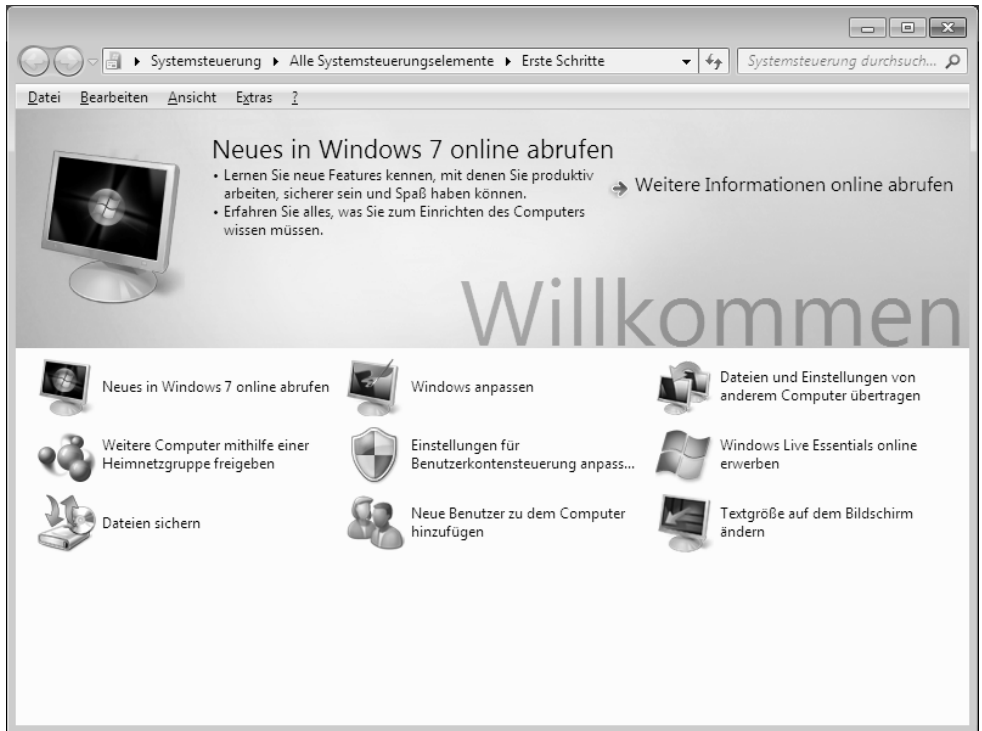 Systemsteuerung Alle Systemsteuerungselemente Erste Schritte
Systemsteuerung durchsuch...
Datei Bearbeiten Ansicht Extras ?
Neues in Windows 7 online abrufen
• Lernen Sie neue Features kennen, mit denen Sie produktiv
arbeiten, sicherer sein und Spaß haben können.
• Erfahren Sie alles, was Sie zum Einrichten des Computers
wissen müssen.
Weitere Informationen online abrufen
Willkommen
Neues in Windows 7 online abrufen
Windows anpassen
Dateien und Einstellungen von
anderem Computer übertragen
Weitere Computer mithilfe einer
Heimnetzgruppe freigeben
Einstellungen für
Benutzerkontensteuerung anpass...
Windows Live Essentials online
erwerben
Dateien sichern
Neue Benutzer zu dem Computer
hinzufügen
Textgröße auf dem Bildschirm
ändern